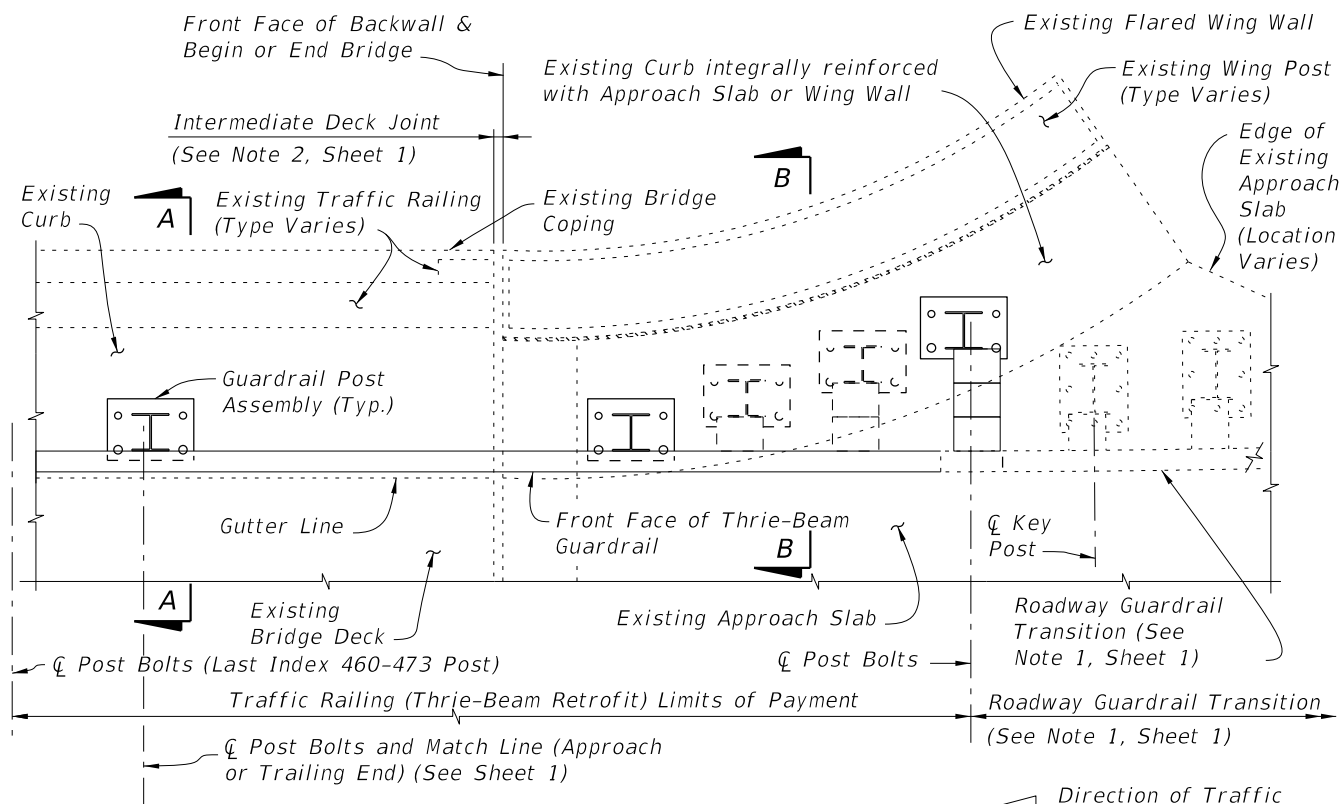 Front Face of Backwall &
Begin or End Bridge
Existing Flared Wing Wall
Existing Curb integrally reinforced
with Approach Slab or Wing Wall
Existing Wing Post
(Type Varies)
Intermediate Deck Joint
(See Note 2, Sheet 1)
Edge of
Existing
Approach
Slab
(Location
Varies)
Existing
Curb
A
Existing Traffic Railing
(Type Varies)
Existing Bridge
Coping
B
Guardrail Post
Assembly (Typ.)
Gutter Line
Front Face of Thrie-Beam
Guardrail
B
℄ Key
Post
A
Existing
Bridge Deck
Existing Approach Slab
Roadway Guardrail
Transition (See
Note 1, Sheet 1)
℄ Post Bolts (Last Index 460-473 Post)
℄ Post Bolts
Traffic Railing (Thrie-Beam Retrofit) Limits of Payment
Roadway Guardrail Transition
(See Note 1, Sheet 1)
℄ Post Bolts and Match Line (Approach
or Trailing End) (See Sheet 1)
Direction of Traffic